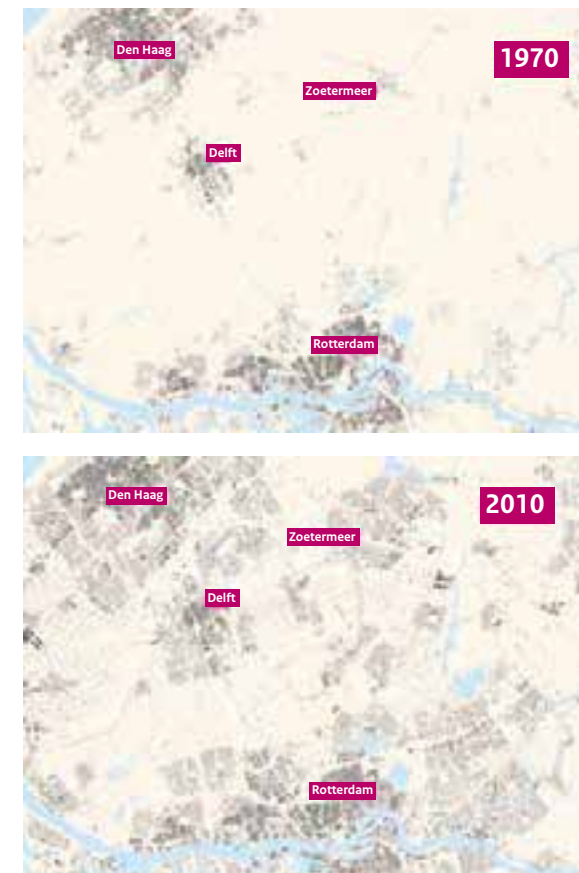 Den Haag
1970
Zoetermeer
Delft
Rotterdam
Den Haag
2010
Zoetermeer
Delft
Rotterdam